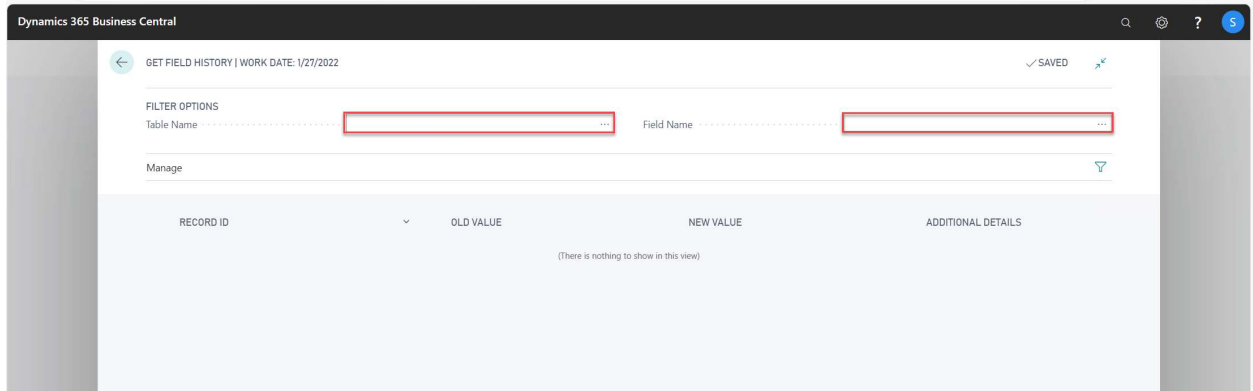 Dynamics 365 Business Central
? S
GET FIELD HISTORY | WORK DATE: 1/27/2022 SAVED
FILTER OPTIONS
Table Name ... Field Name ...
Manage
RECORD ID OLD VALUE NEW VALUE ADDITIONAL DETAILS
(There is nothing to show in this view)